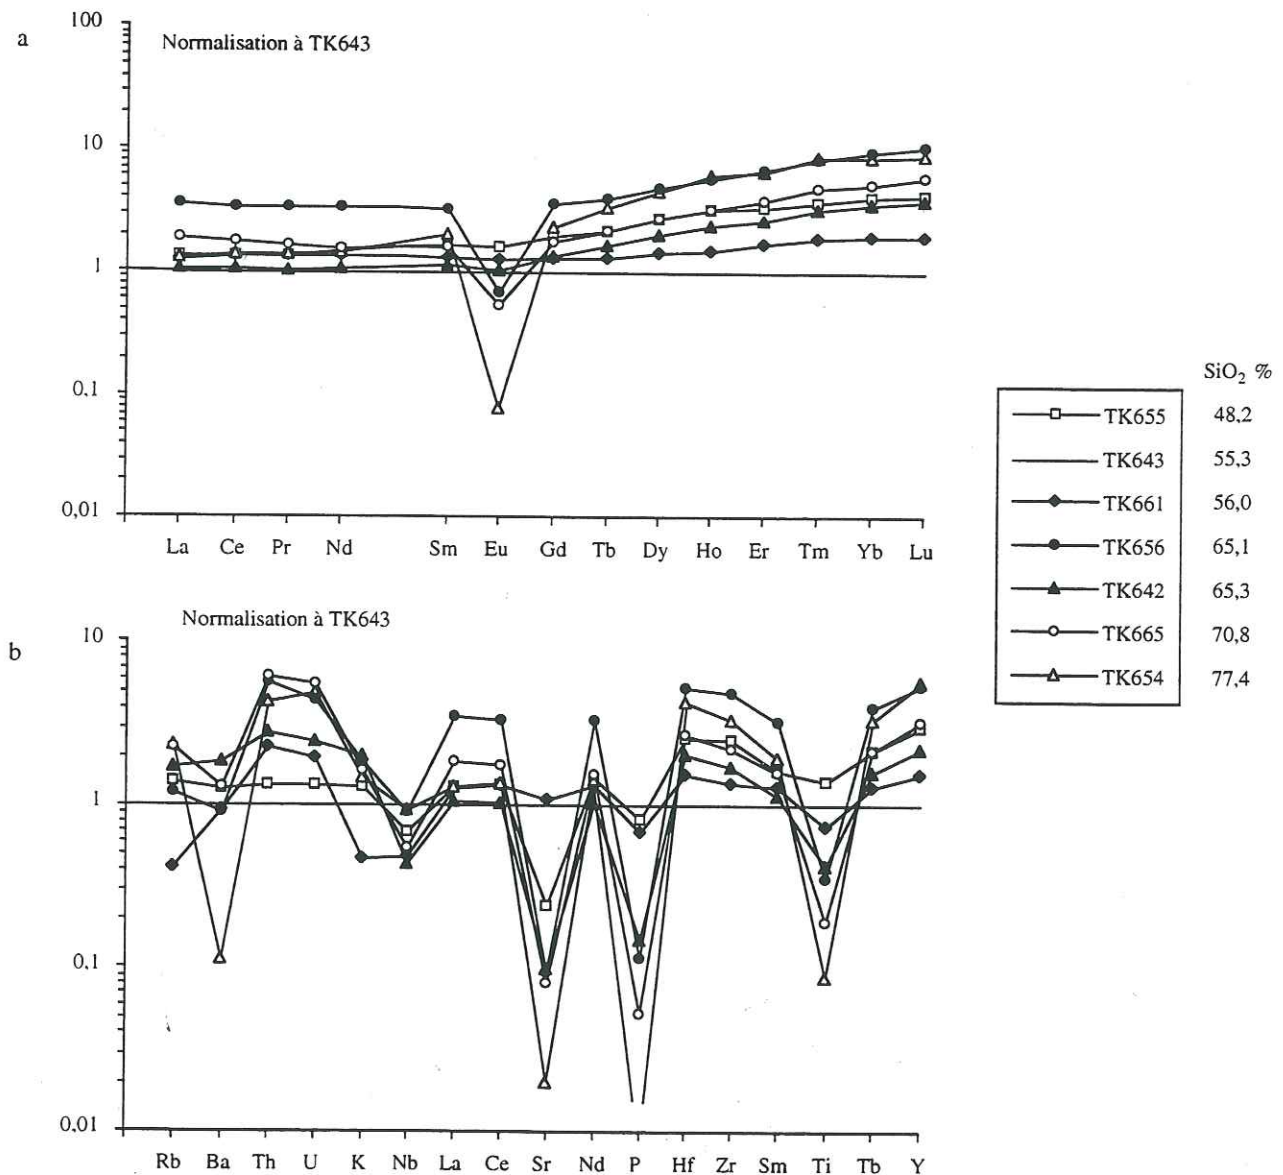 a
Normalisation à TK643
100
10
1
0.1
0,01
La Ce Pr Nd Sm Eu Gd Tb Dy Ho Er Tm Yb Lu
SiO₂ %
TK655 48,2
TK643 55,3
TK661 56,0
TK656 65,1
TK642 65,3
TK665 70,8
TK654 77,4
b
Normalisation à TK643
10
1
0,1
0,01
Rb Ba Th U K Nb La Ce Sr Nd P Hf Zr Sm Ti Tb Y